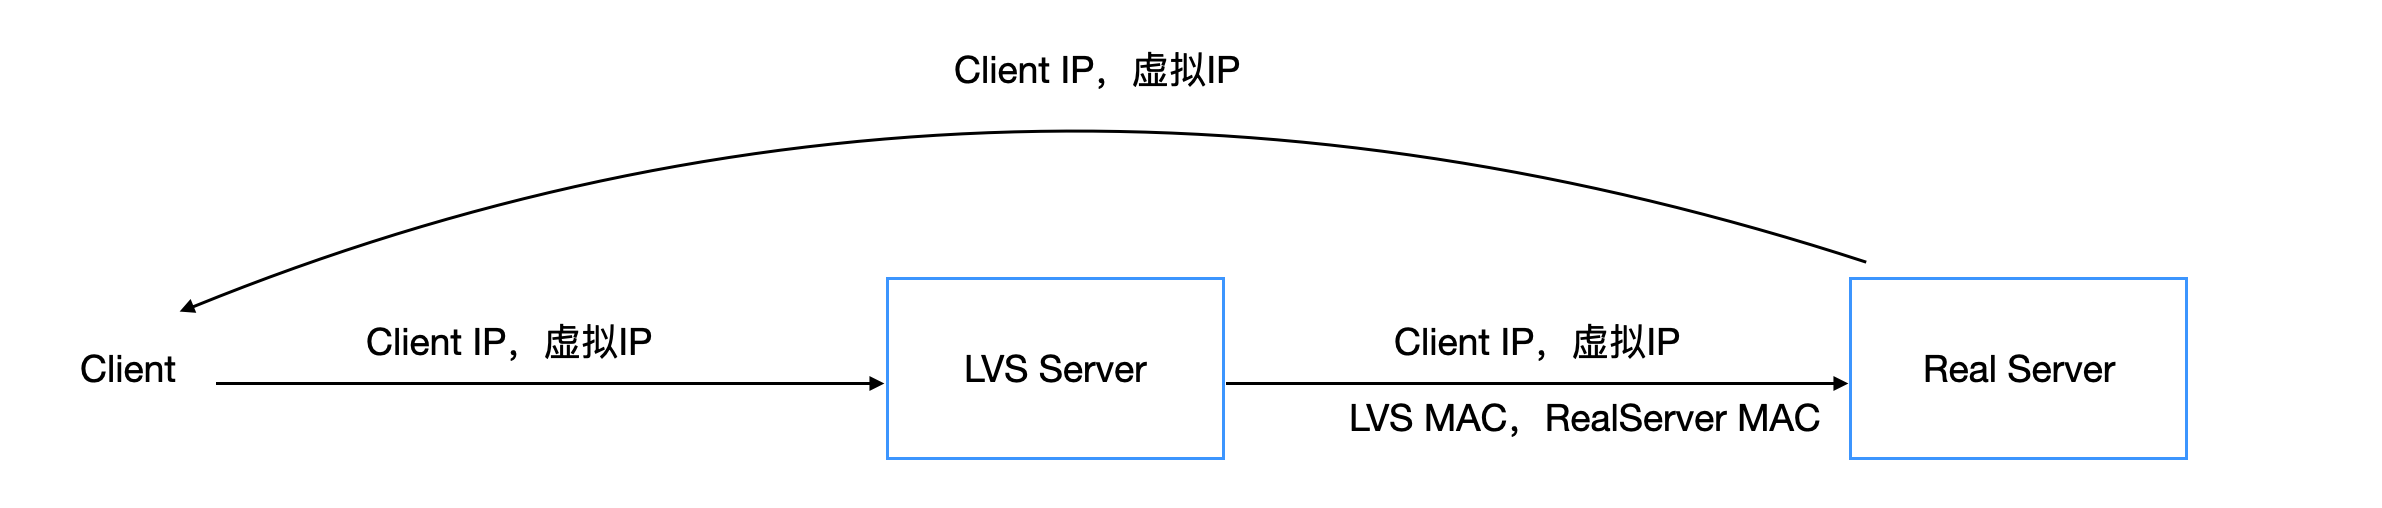 Client IP，虚拟IP
Client IP，虚拟IP
Client IP，虚拟IP
Client
LVS Server
Real Server
LVS MAC，RealServer MAC